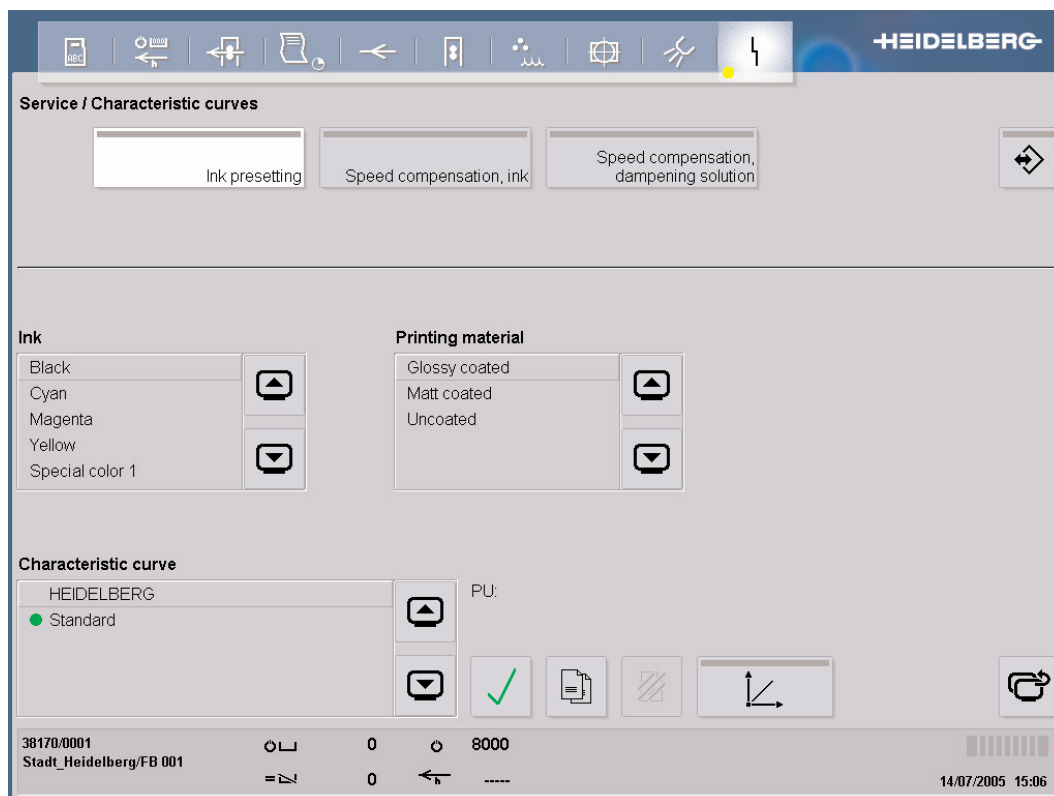 ABC
HEIDELBERG
Service / Characteristic curves
Ink presetting
Speed compensation, ink
Speed compensation,
dampening solution
Ink
Printing material
Black
Cyan
Magenta
Yellow
Special color 1
Glossy coated
Matt coated
Uncoated
Characteristic curve
HEIDELBERG
Standard
PU:
38170/0001
Stadt_Heidelberg/FB 001
0
8000
= 0
h -----
14/07/2005 15:06